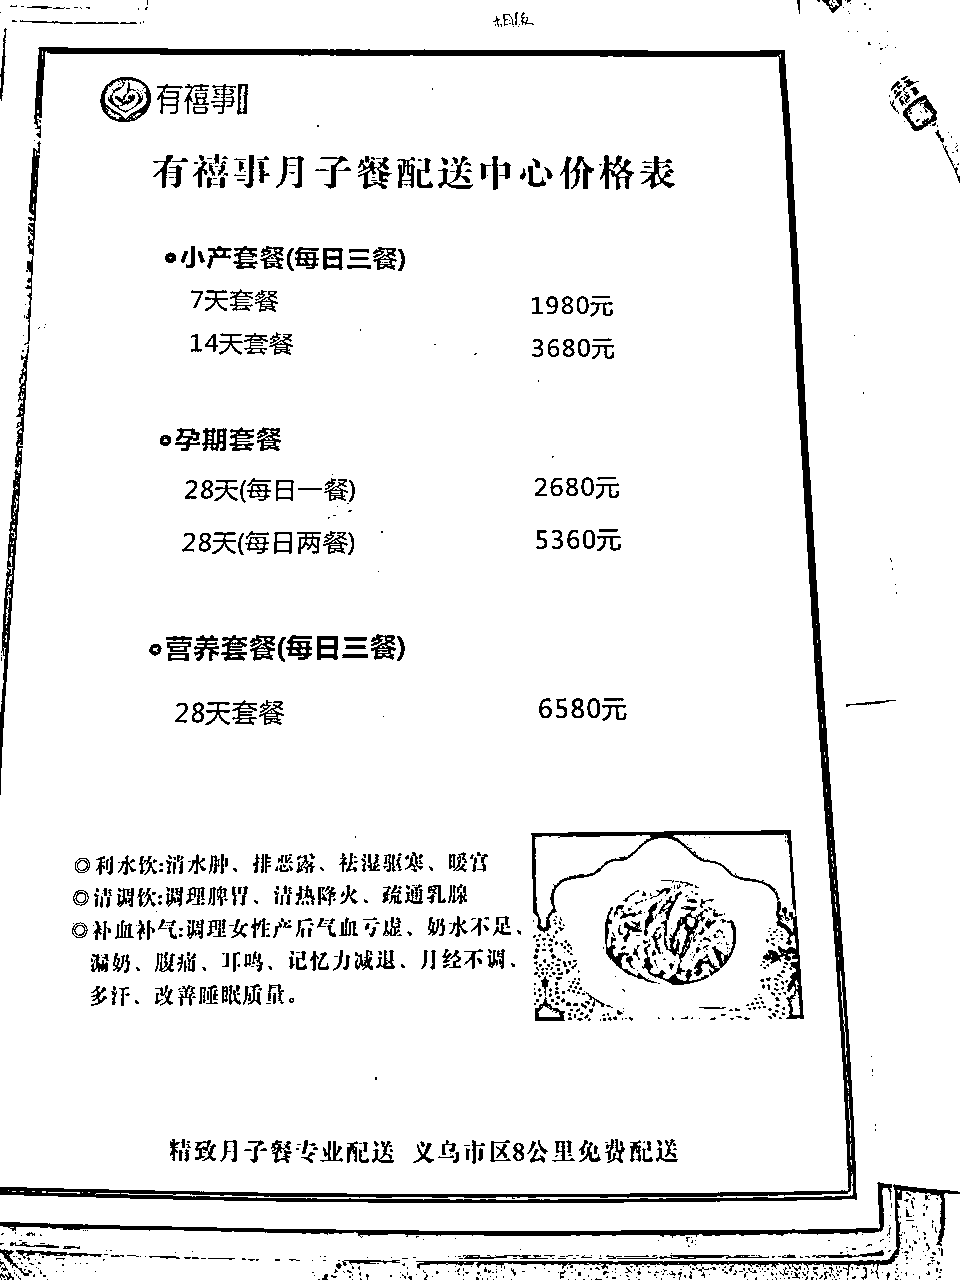 有禧事
有禧事月子餐配送中心价格表
小产套餐(每日三餐)
7天套餐 1980元
14天套餐 3680元
孕期套餐
28天(每日一餐) 2680元
28天(每日两餐) 5360元
营养套餐(每日三餐)
28天套餐 6580元
◎利水饮:消水肿、排恶露、祛湿驱寒、暖宫
◎清调饮:调理脾胃、清热降火、疏通乳腺
◎补血补气:调理女性产后气血亏虚、奶水不足、
漏奶、腹痛、耳鸣、记忆力减退、月经不调、
多汗、改善睡眠质量。
精致月子餐专业配送 义乌市区8公里免费配送